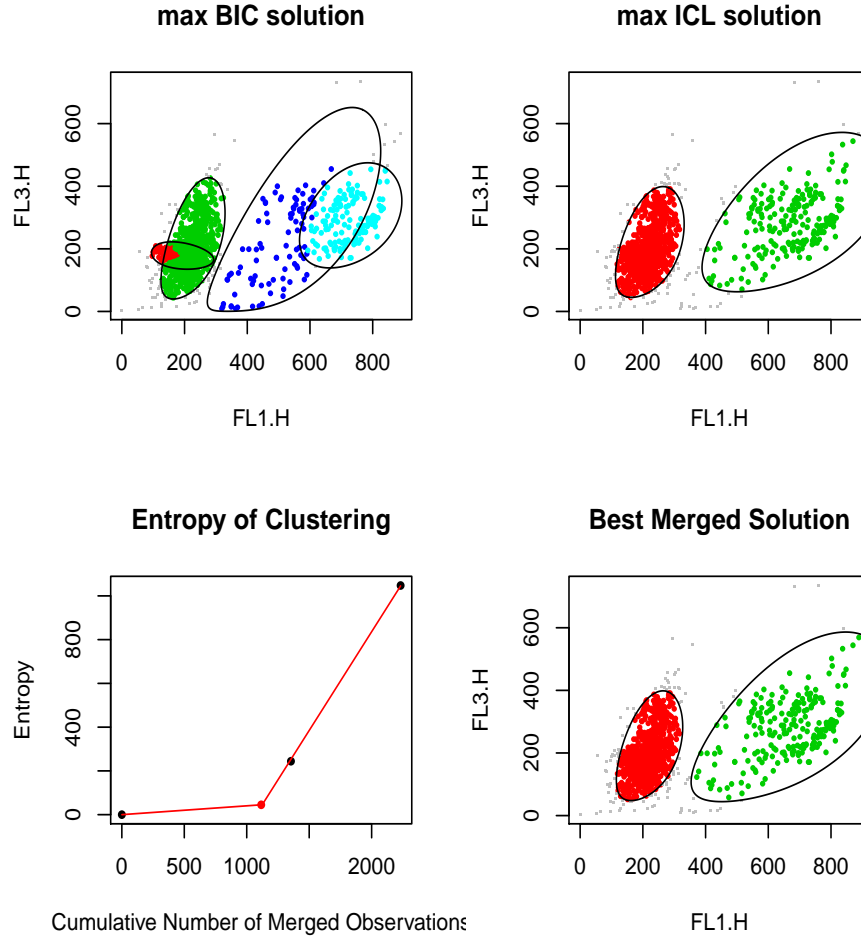 max BIC solution
FL3.H
0 200 400 600
0 200 400 600 800
FL1.H
max ICL solution
FL3.H
0 200 400 600
0 200 400 600 800
FL1.H
Entropy of Clustering
Entropy
0 400 800
0 500 1000 2000
Cumulative Number of Merged Observations
Best Merged Solution
FL3.H
0 200 400 600
0 200 400 600 800
FL1.H